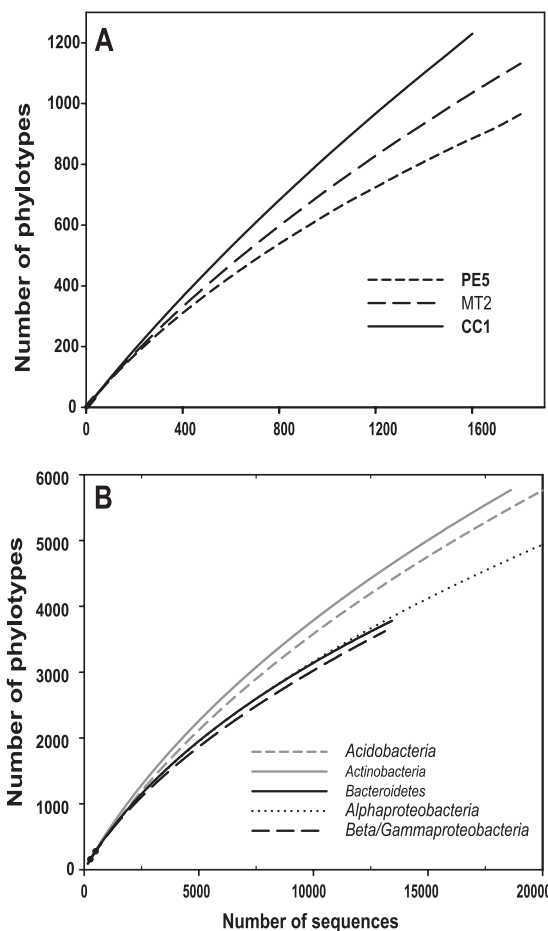 A
Number of phylotypes
1200
1000
800
600
400
200
0
0 400 800 1200 1600
PE5
MT2
CC1
B
Number of phylotypes
6000
5000
4000
3000
2000
1000
0
0 5000 10000 15000 20000
Acidobacteria
Actinobacteria
Bacteroidetes
Alphaproteobacteria
Beta/Gammaproteobacteria
Number of sequences